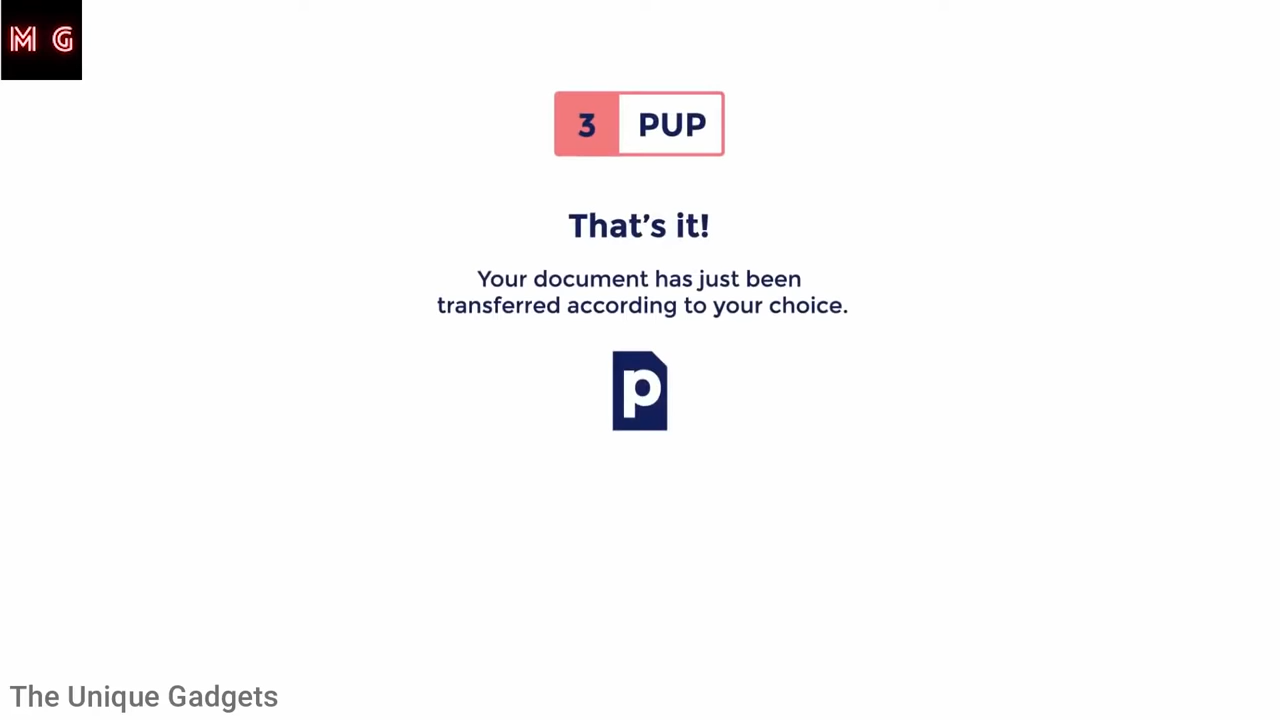 M G
3 PUP
That’s it!
Your document has just been
transferred according to your choice.
p
The Unique Gadgets